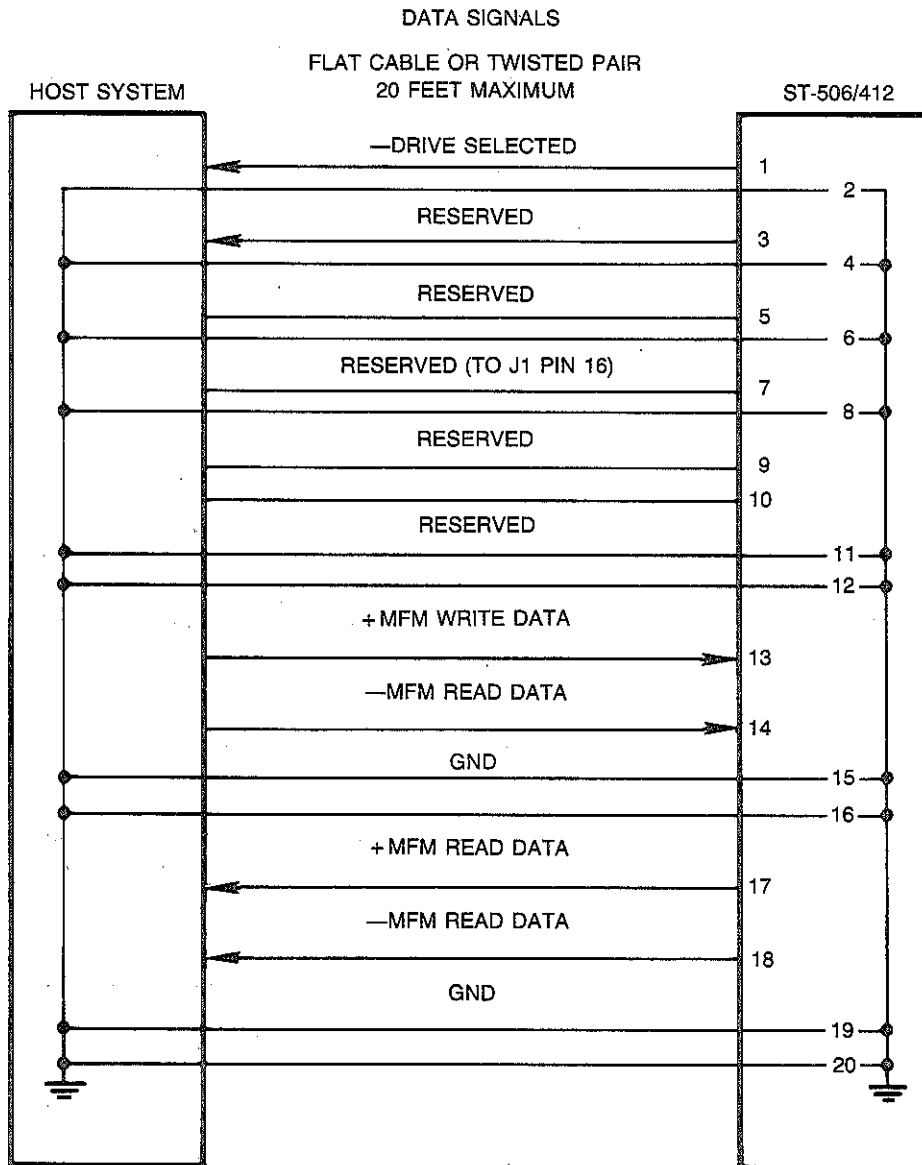 DATA SIGNALS
FLAT CABLE OR TWISTED PAIR
20 FEET MAXIMUM
HOST SYSTEM
ST-506/412
—DRIVE SELECTED
1
2
RESERVED
3
4
RESERVED
5
6
RESERVED (TO J1 PIN 16)
7
8
RESERVED
9
10
RESERVED
11
12
+MFM WRITE DATA
13
—MFM READ DATA
14
GND
15
16
+MFM READ DATA
17
—MFM READ DATA
18
GND
19
20